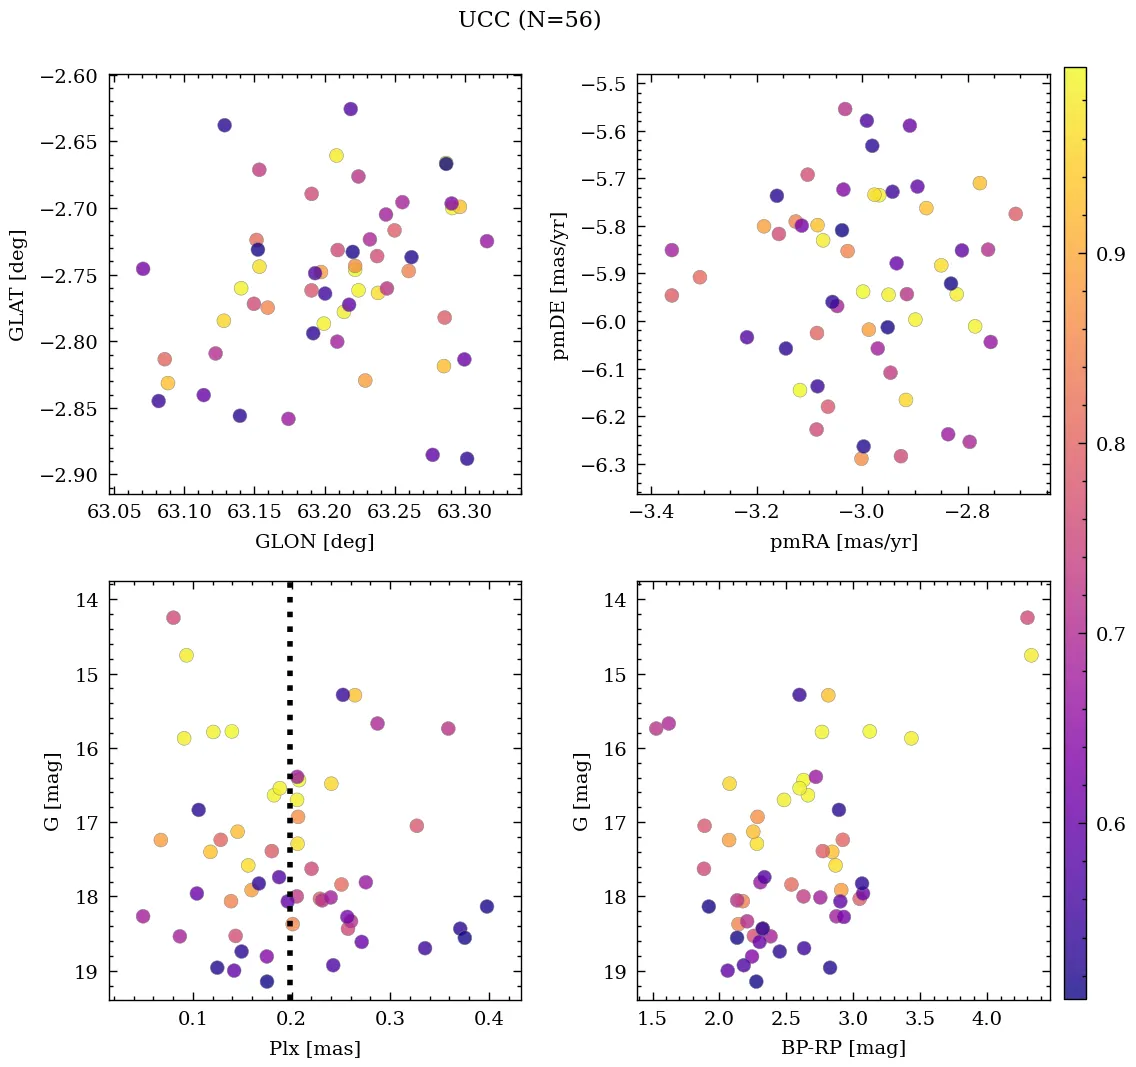 UCC (N=56)
−2.60
−2.65
−2.70
−2.75
−2.80
−2.85
−2.90
GLAT [deg]
63.05 63.10 63.15 63.20 63.25 63.30
GLON [deg]
−5.5
−5.6
−5.7
−5.8
−5.9
−6.0
−6.1
−6.2
−6.3
pmDE [mas/yr]
−3.4 −3.2 −3.0 −2.8
pmRA [mas/yr]
14
15
16
17
18
19
G [mag]
0.1 0.2 0.3 0.4
Plx [mas]
14
15
16
17
18
19
G [mag]
1.5 2.0 2.5 3.0 3.5 4.0
BP-RP [mag]
0.9
0.8
0.7
0.6